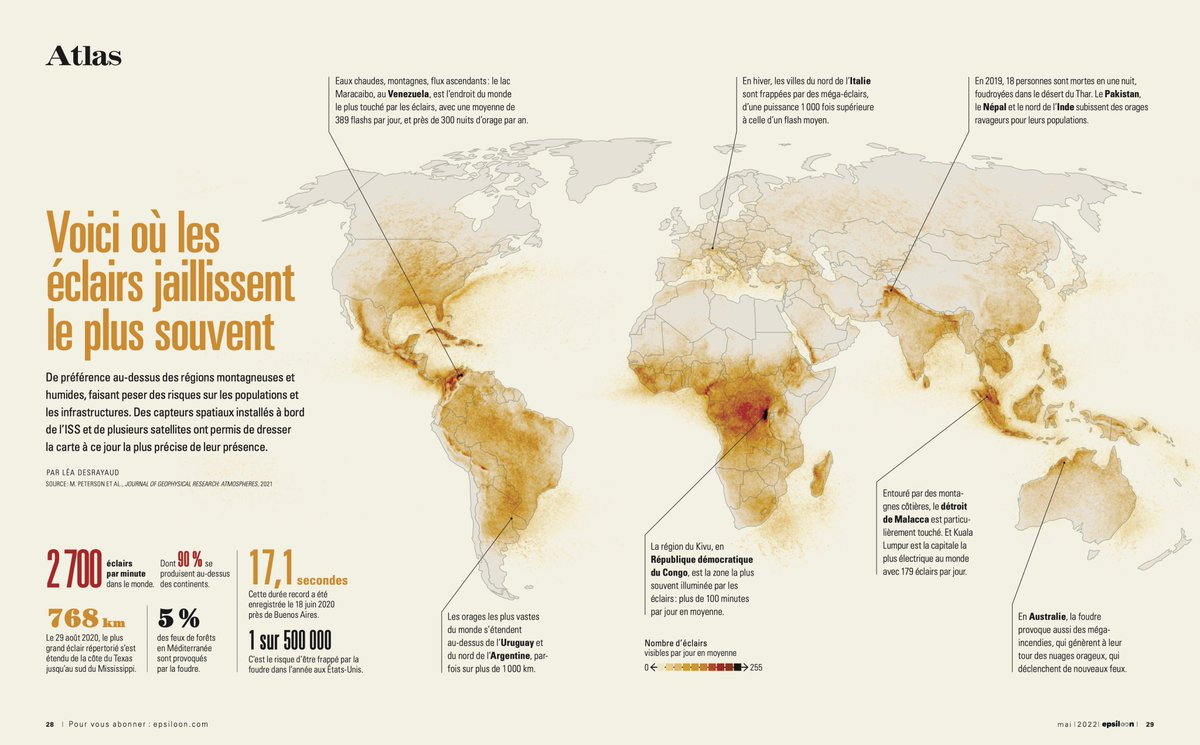 Atlas
Eaux chaudes, montagnes, flux ascendants : le lac
Maracaibo, au Venezuela, est l'endroit du monde
le plus touché par les éclairs, avec une moyenne de
389 flashs par jour, et près de 300 nuits d'orage par an.
En hiver, les villes du nord de l'Italie
sont frappées par des méga-éclairs,
d'une puissance 1 000 fois supérieure
à celle d'un flash moyen.
En 2019, 18 personnes sont mortes en une nuit,
foudroyées dans le désert du Thar. Le Pakistan,
le Népal et le nord de l'Inde subissent des orages
ravageurs pour leurs populations.
Voici où les
éclairs jaillissent
le plus souvent
De préférence au-dessus des régions montagneuses et
humides, faisant peser des risques sur les populations et
les infrastructures. Des capteurs spatiaux installés à bord
de l'ISS et de plusieurs satellites ont permis de dresser
la carte à ce jour la plus précise de leur présence.
PAR LÉA DESRAYAUD
SOURCE : M. PETERSON ET AL., JOURNAL OF GEOPHYSICAL RESEARCH: ATMOSPHERES, 2021
2 700 éclairs
par minute
dans le monde.
Dont 90 % se
produisent au-dessus
des continents.
768 km
Le 29 août 2020, le plus
grand éclair répertorié s'est
étendu de la côte du Texas
jusqu'au sud du Mississippi.
5 %
des feux de forêts
en Méditerranée
sont provoqués
par la foudre.
17,1 secondes
Cette durée record a été
enregistrée le 18 juin 2020
près de Buenos Aires.
1 sur 500 000
C'est le risque d'être frappé par la
foudre dans l'année aux États-Unis.
Les orages les plus vastes
du monde s'étendent
au-dessus de l'Uruguay et
du nord de l'Argentine, par-
fois sur plus de 1 000 km.
La région du Kivu, en
République démocratique
du Congo, est la zone la plus
souvent illuminée par les
éclairs : plus de 100 minutes
par jour en moyenne.
Nombre d'éclairs
visibles par jour en moyenne
0 255
Entouré par des monta-
gnes côtières, le détroit
de Malacca est particu-
lièrement touché. Et Kuala
Lumpur est la capitale la
plus électrique au monde
avec 179 éclairs par jour.
En Australie, la foudre
provoque aussi des méga-
incendies, qui génèrent à leur
tour des nuages orageux, qui
déclenchent de nouveaux feux.
28 | Pour vous abonner : epsiloon.com
mai | 2022 | epsiloon | 29